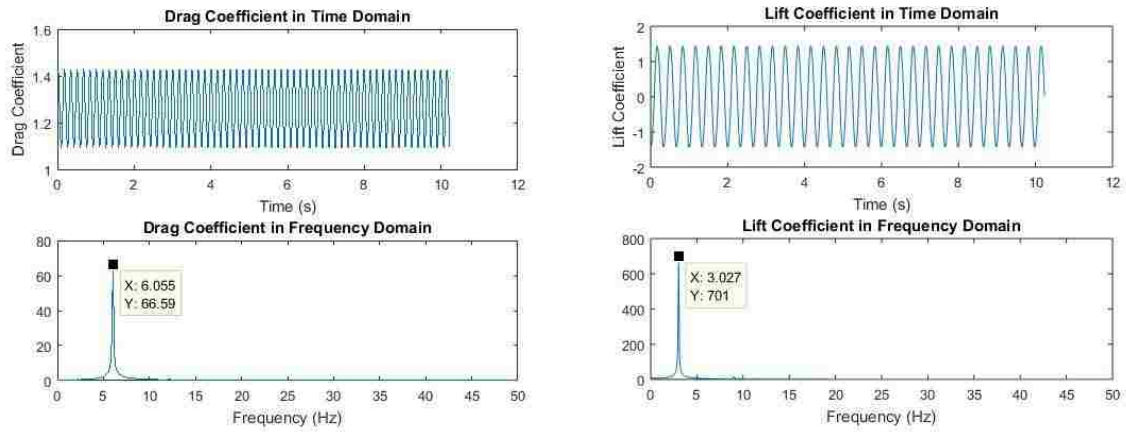 Drag Coefficient in Time Domain
1.6
1.4
1.2
1
Drag Coefficient
0 2 4 6 8 10 12
Time (s)
Lift Coefficient in Time Domain
2
1
0
-1
-2
Lift Coefficient
0 2 4 6 8 10 12
Time (s)
Drag Coefficient in Frequency Domain
80
60
40
20
0
X: 6.055
Y: 66.59
0 5 10 15 20 25 30 35 40 45 50
Frequency (Hz)
Lift Coefficient in Frequency Domain
800
600
400
200
0
X: 3.027
Y: 701
0 5 10 15 20 25 30 35 40 45 50
Frequency (Hz)